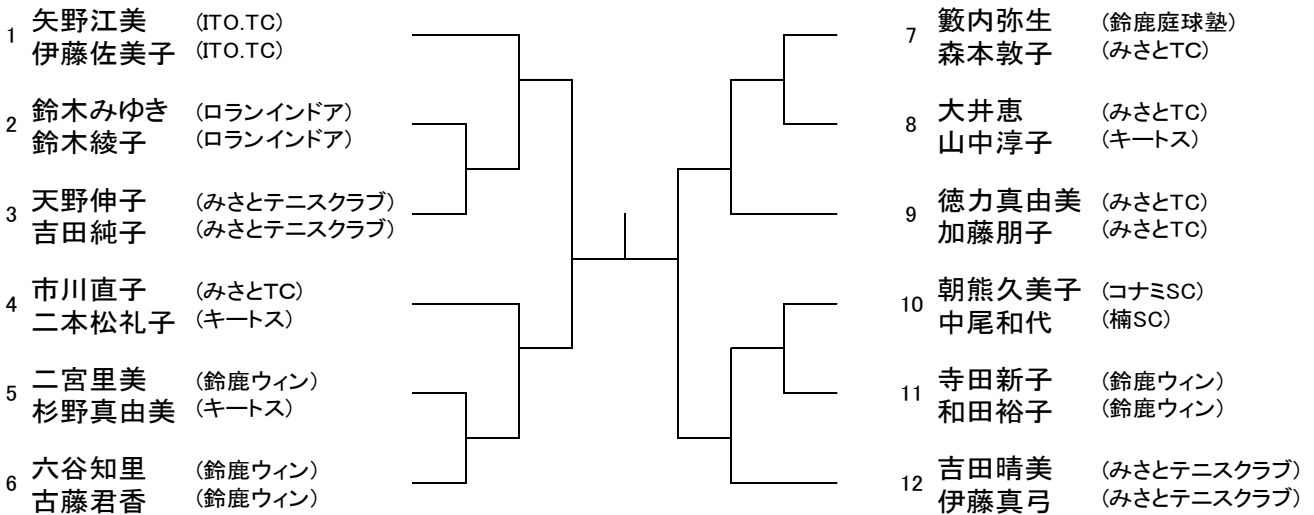 1 矢野江美 (ITO.TC)
伊藤佐美子 (ITO.TC)
2 鈴木みゆき (ロランインドア)
鈴木綾子 (ロランインドア)
3 天野伸子 (みさとテニスクラブ)
吉田純子 (みさとテニスクラブ)
4 市川直子 (みさとTC)
二本松礼子 (キートス)
5 二宮里美 (鈴鹿ウィン)
杉野真由美 (キートス)
6 六谷知里 (鈴鹿ウィン)
古藤君香 (鈴鹿ウィン)
7 籔内弥生 (鈴鹿庭球塾)
森本敦子 (みさとTC)
8 大井恵 (みさとTC)
山中淳子 (キートス)
9 徳力真由美 (みさとTC)
加藤朋子 (みさとTC)
10 朝熊久美子 (コナミSC)
中尾和代 (楠SC)
11 寺田新子 (鈴鹿ウィン)
和田裕子 (鈴鹿ウィン)
12 吉田晴美 (みさとテニスクラブ)
伊藤真弓 (みさとテニスクラブ)